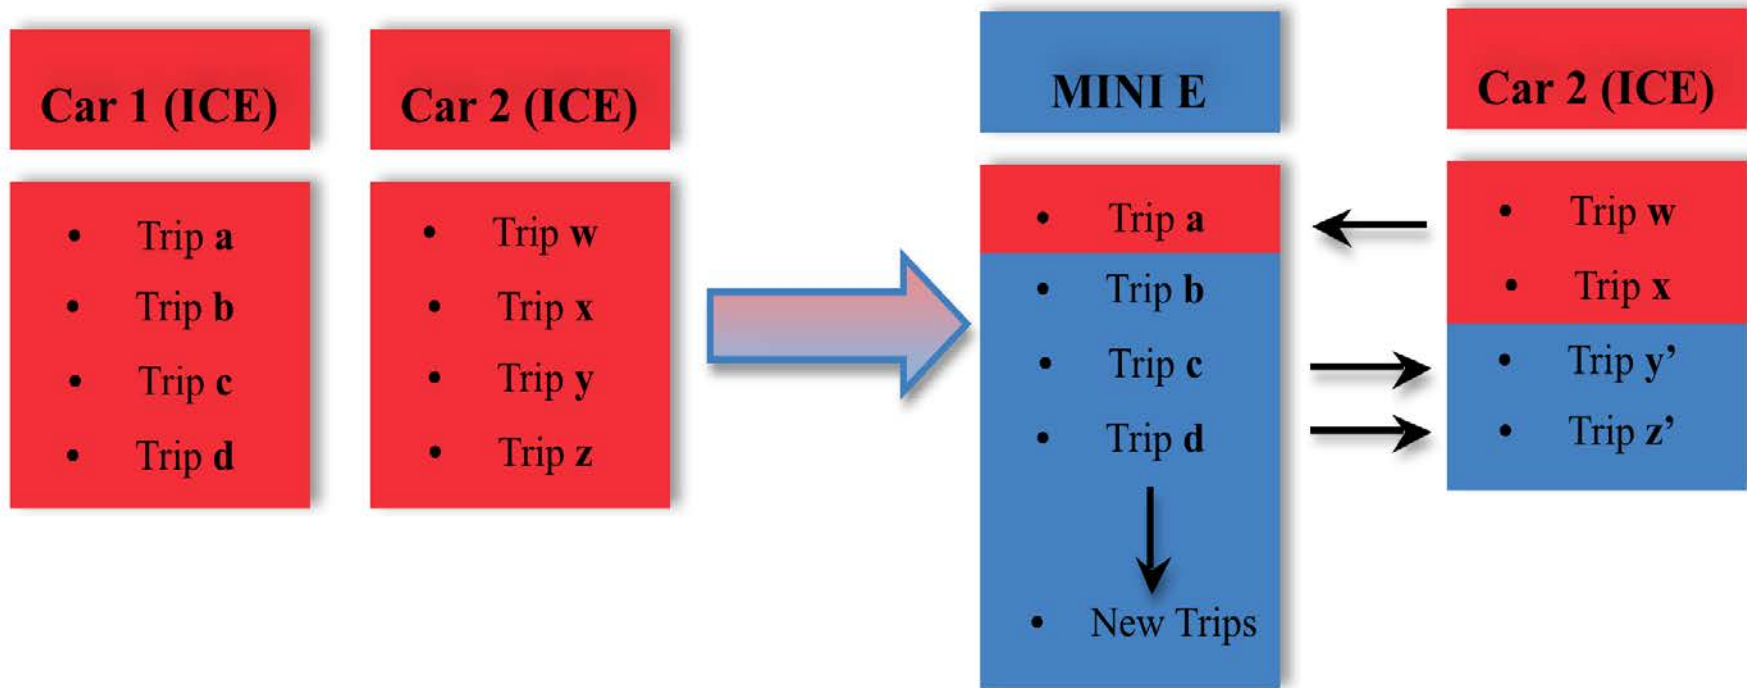 Car 1 (ICE)
• Trip a
• Trip b
• Trip c
• Trip d
Car 2 (ICE)
• Trip w
• Trip x
• Trip y
• Trip z
MINI E
• Trip a
• Trip b
• Trip c
• Trip d
• New Trips
Car 2 (ICE)
• Trip w
• Trip x
• Trip y’
• Trip z’